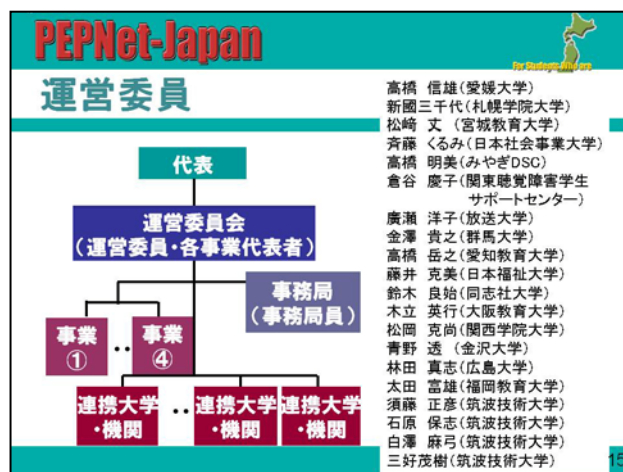 PEPNet-Japan
For Students Who are
運営委員
代表
運営委員会
(運営委員・各事業代表者)
事務局
(事務局員)
事業
①
‥
事業
④
連携大学
・機関
‥
連携大学
・機関
連携大学
・機関
高橋 信雄(愛媛大学)
新國三千代(札幌学院大学)
松﨑 丈 (宮城教育大学)
斉藤 くるみ(日本社会事業大学)
高橋 明美(みやぎDSC)
倉谷 慶子(関東聴覚障害学生
サポートセンター)
廣瀬 洋子(放送大学)
金澤 貴之(群馬大学)
高橋 岳之(愛知教育大学)
藤井 克美(日本福祉大学)
鈴木 良始(同志社大学)
木立 英行(大阪教育大学)
松岡 克尚(関西学院大学)
青野 透 (金沢大学)
林田 真志(広島大学)
太田 富雄(福岡教育大学)
須藤 正彦(筑波技術大学)
石原 保志(筑波技術大学)
白澤 麻弓(筑波技術大学)
三好茂樹(筑波技術大学)
15